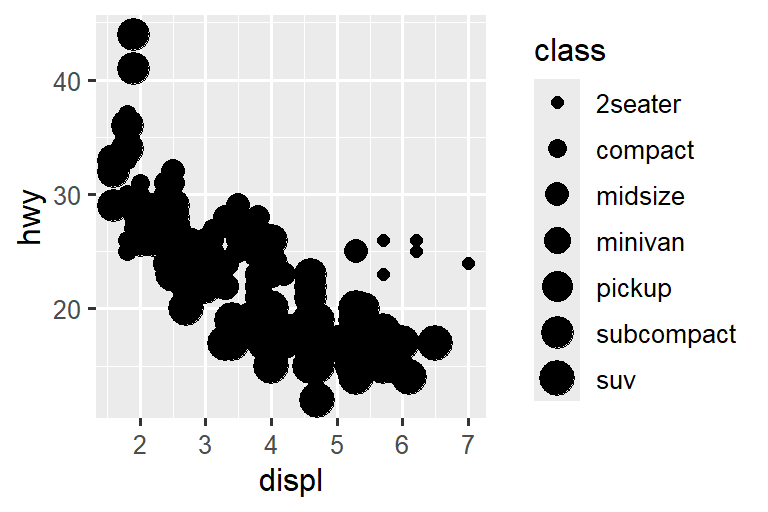 class
2seater
compact
midsize
minivan
pickup
subcompact
suv
hwy
40
30
20
2 3 4 5 6 7
displ